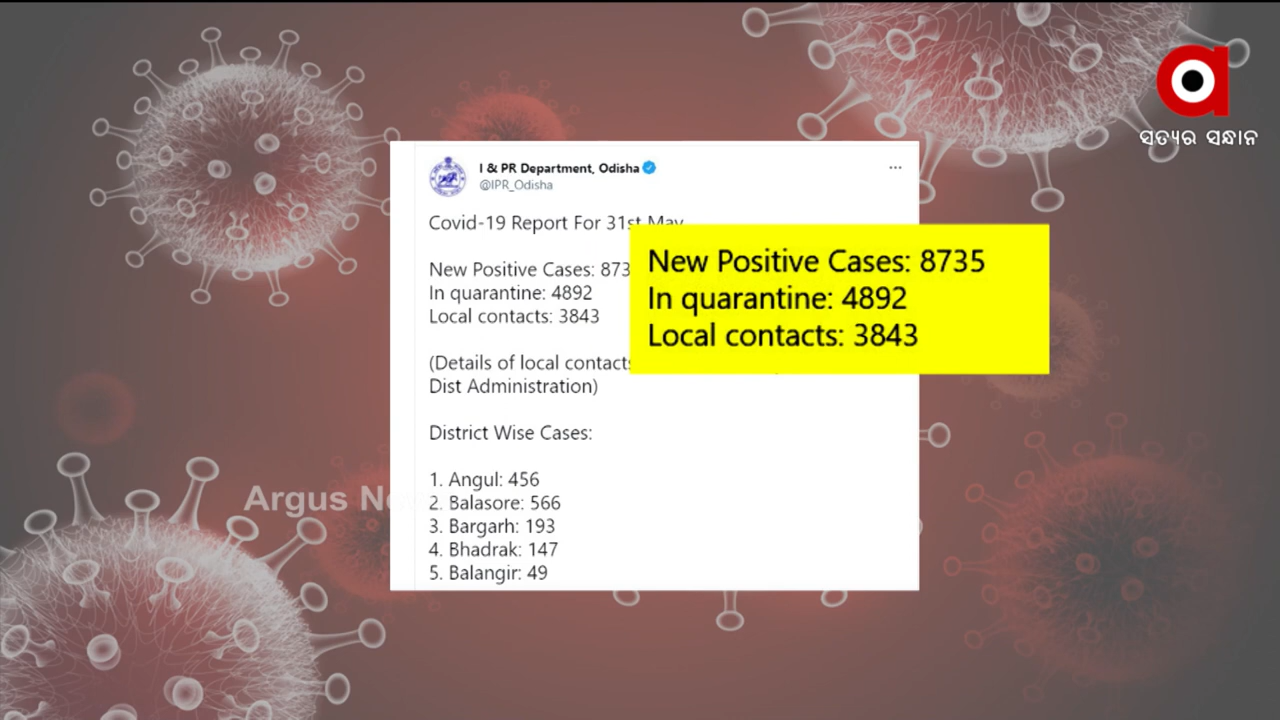 ସତ୍ୟର ସନ୍ଧାନ
I & PR Department, Odisha
@IPR_Odisha
Covid-19 Report For 31st May
New Positive Cases: 873
In quarantine: 4892
Local contacts: 3843
New Positive Cases: 8735
In quarantine: 4892
Local contacts: 3843
(Details of local contacts
Dist Administration)
District Wise Cases:
1. Angul: 456
2. Balasore: 566
3. Bargarh: 193
4. Bhadrak: 147
5. Balangir: 49
Argus